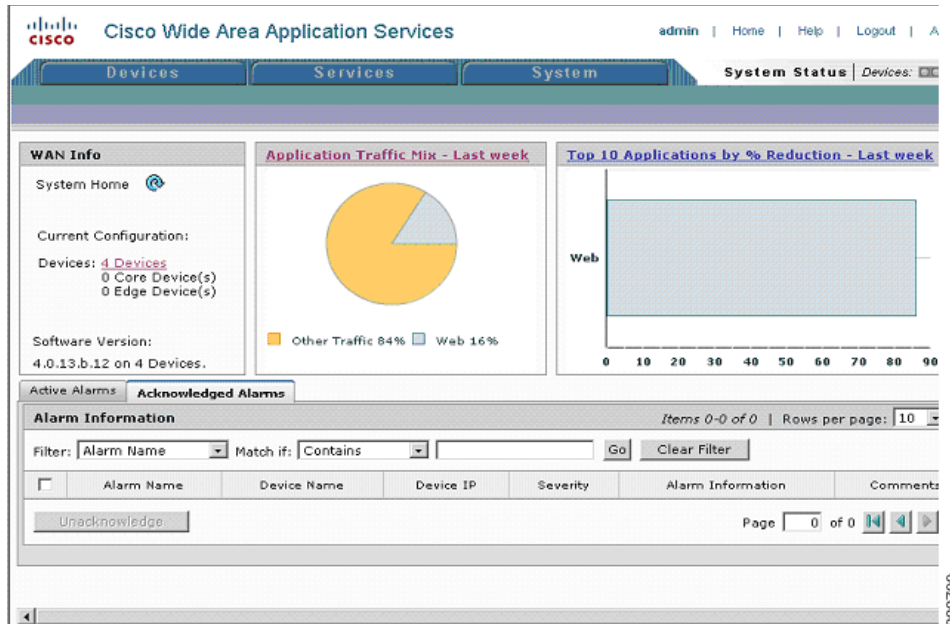 CISCO Cisco Wide Area Application Services admin | Home | Help | Logout | A
Devices Services System System Status | Devices:
WAN Info
System Home
Current Configuration:
Devices: 4 Devices
0 Core Device(s)
0 Edge Device(s)
Software Version:
4.0.13.b.12 on 4 Devices.
Application Traffic Mix - Last week
Other Traffic 84% Web 16%
Top 10 Applications by % Reduction - Last week
Web
0 10 20 30 40 50 60 70 80 90
Active Alarms Acknowledged Alarms
Alarm Information Items 0-0 of 0 | Rows per page: 10
Filter: Alarm Name Match if: Contains Go Clear Filter
Alarm Name Device Name Device IP Severity Alarm Information Comments
Unacknowledge Page 0 of 0